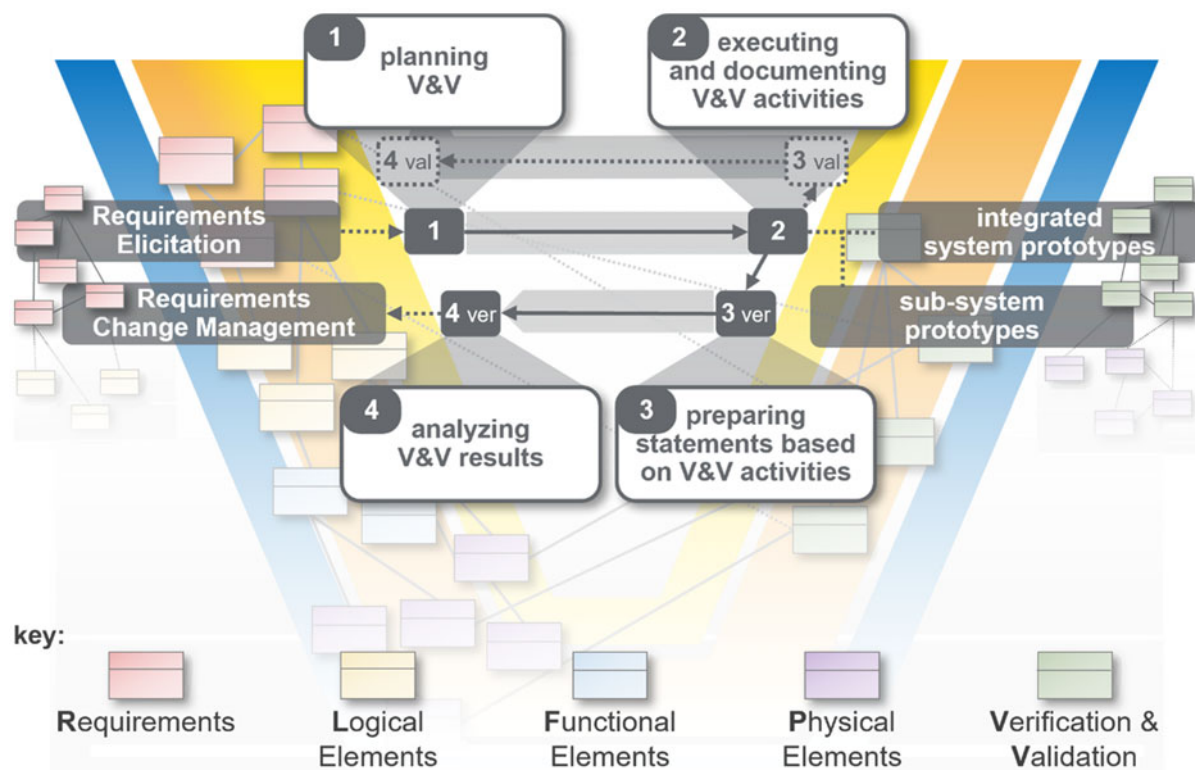 1
planning
V&V
2
executing
and documenting
V&V activities
4 val
3 val
Requirements
Elicitation
1
2
integrated
system prototypes
Requirements
Change Management
4 ver
3 ver
sub-system
prototypes
4
analyzing
V&V results
3
preparing
statements based
on V&V activities
key:
Requirements
Logical
Elements
Functional
Elements
Physical
Elements
Verification &
Validation